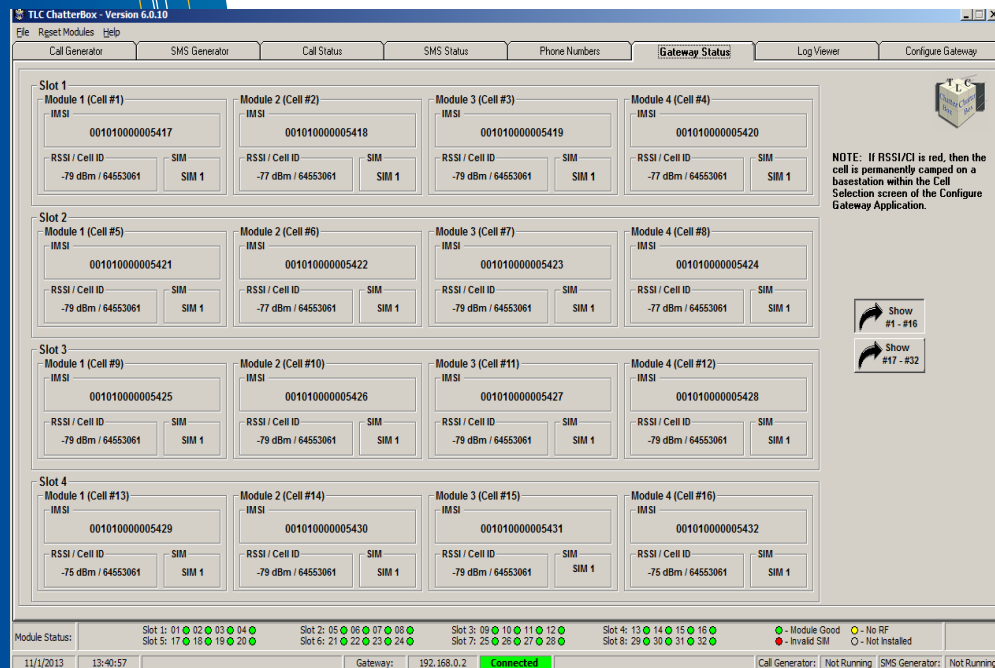 TLC ChatterBox - Version 6.0.10
File Reset Modules Help
Call Generator SMS Generator Call Status SMS Status Phone Numbers Gateway Status Log Viewer Configure Gateway
Slot 1
Module 1 (Cell #1) Module 2 (Cell #2) Module 3 (Cell #3) Module 4 (Cell #4)
IMSI IMSI IMSI IMSI
001010000005417 001010000005418 001010000005419 001010000005420
RSSI / Cell ID SIM RSSI / Cell ID SIM RSSI / Cell ID SIM RSSI / Cell ID SIM
-79 dBm / 64553061 SIM 1 -77 dBm / 64553061 SIM 1 -79 dBm / 64553061 SIM 1 -77 dBm / 64553061 SIM 1
TLC
Chatter Chatter
Box Box
NOTE: If RSSI/CI is red, then the
cell is permanently camped on a
basestation within the Cell
Selection screen of the Configure
Gateway Application.
Slot 2
Module 1 (Cell #5) Module 2 (Cell #6) Module 3 (Cell #7) Module 4 (Cell #8)
IMSI IMSI IMSI IMSI
001010000005421 001010000005422 001010000005423 001010000005424
RSSI / Cell ID SIM RSSI / Cell ID SIM RSSI / Cell ID SIM RSSI / Cell ID SIM
-79 dBm / 64553061 SIM 1 -77 dBm / 64553061 SIM 1 -79 dBm / 64553061 SIM 1 -77 dBm / 64553061 SIM 1
Show
#1 - #16
Show
#17 - #32
Slot 3
Module 1 (Cell #9) Module 2 (Cell #10) Module 3 (Cell #11) Module 4 (Cell #12)
IMSI IMSI IMSI IMSI
001010000005425 001010000005426 001010000005427 001010000005428
RSSI / Cell ID SIM RSSI / Cell ID SIM RSSI / Cell ID SIM RSSI / Cell ID SIM
-79 dBm / 64553061 SIM 1 -79 dBm / 64553061 SIM 1 -79 dBm / 64553061 SIM 1 -79 dBm / 64553061 SIM 1
Slot 4
Module 1 (Cell #13) Module 2 (Cell #14) Module 3 (Cell #15) Module 4 (Cell #16)
IMSI IMSI IMSI IMSI
001010000005429 001010000005430 001010000005431 001010000005432
RSSI / Cell ID SIM RSSI / Cell ID SIM RSSI / Cell ID SIM RSSI / Cell ID SIM
-75 dBm / 64553061 SIM 1 -79 dBm / 64553061 SIM 1 -79 dBm / 64553061 SIM 1 -75 dBm / 64553061 SIM 1
Module Status:
Slot 1: 01 02 03 04 Slot 2: 05 06 07 08 Slot 3: 09 10 11 12 Slot 4: 13 14 15 16 - Module Good - No RF
Slot 5: 17 18 19 20 Slot 6: 21 22 23 24 Slot 7: 25 26 27 28 Slot 8: 29 30 31 32 - Invalid SIM - Not Installed
11/1/2013 13:40:57 Gateway: 192.168.0.2 Connected Call Generator: Not Running SMS Generator: Not Running